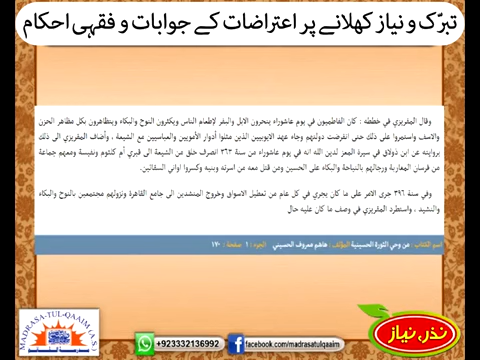 تبرّک و نیاز کھلانے پر اعتراضات کے جوابات و فقہی احکام
وقال المقريزي في خططه : كان الفاطميون في يوم عاشوراء ينحرون الابل والبقر لإطعام الناس ويكثرون النوح والبكاء ويتظاهرون بكل مظاهر الحزن
والاسف واستمروا على ذلك حتى انقرضت دولتهم وجاء عهد الايوبيين الذين مثلوا أدوار الأمويين والعباسيين مع الشيعة ، وأضاف المقريزي الى ذلك
بروايته عن ابن ذولاق في سيرة المعز لدين الله انه في يوم عاشوراء من سنة ٣٦٣ انصرف خلق من الشيعة الى قبري أم كلثوم ونفيسة ومعهم جماعة
من فرسان المغاربة ورجالهم بالنياحة والبكاء على الحسين ومن قتل معه من اسرته وبنيه وكسروا اواني السقائين.
وفي سنة ٣٩٦ جرى الامر على ما كان يجري في كل عام من تعطيل الاسواق وخروج المنشدين الى جامع القاهرة ونزولهم مجتمعين بالنوح والبكاء
والنشيد ، واستطرد المقريزي في وصف ما كان عليه حال
اسم الكتاب : من وحي الثورة الحسينية المؤلف : هاشم معروف الحسيني الجزء : ١ صفحة : ١٧٠
MADRASA-TUL-QAAIM (A.S.)
+923332136992
facebook.com/madrasatulqaaim
نذر، نیاز